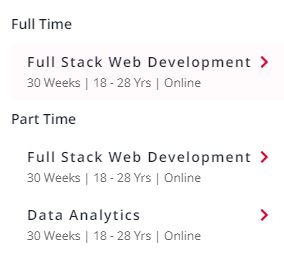 Full Time
Full Stack Web Development
30 Weeks | 18 - 28 Yrs | Online
Part Time
Full Stack Web Development
30 Weeks | 18 - 28 Yrs | Online
Data Analytics
30 Weeks | 18 - 28 Yrs | Online